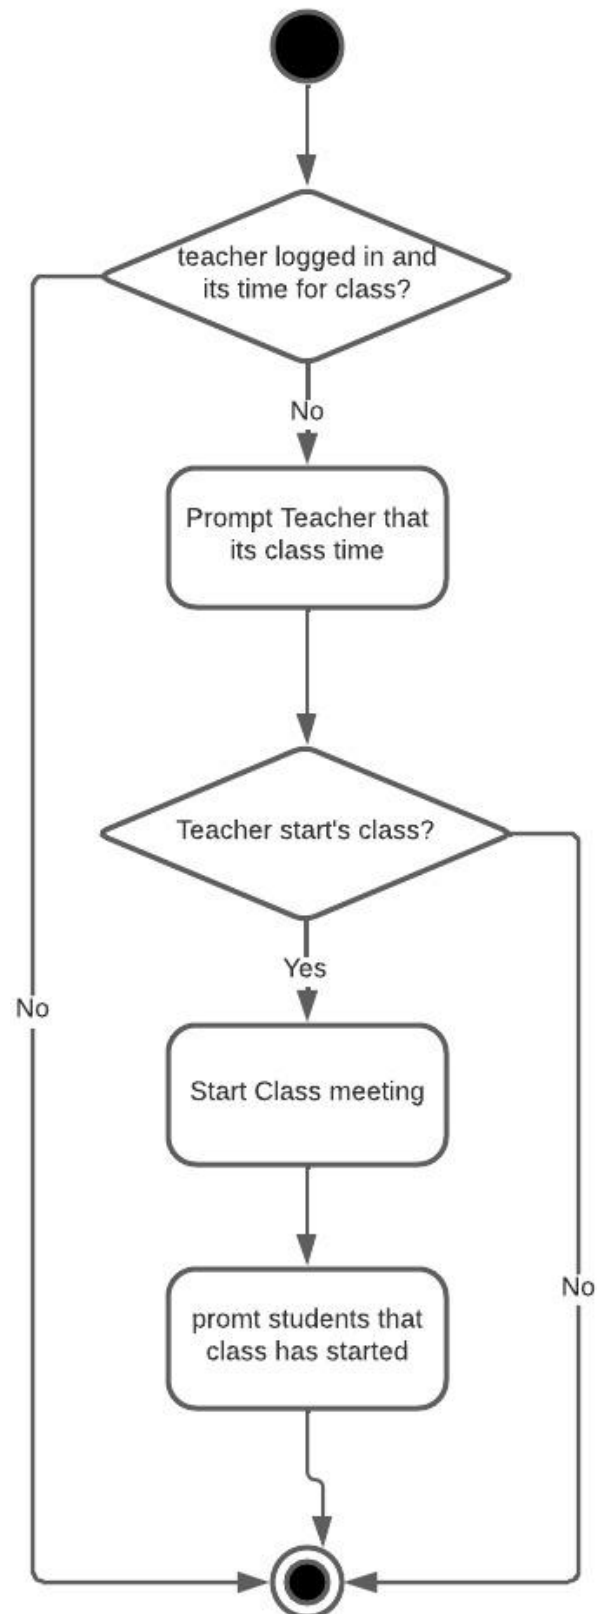 teacher logged in and
its time for class?
No
Prompt Teacher that
its class time
Teacher start's class?
Yes
No
Start Class meeting
No
promt students that
class has started